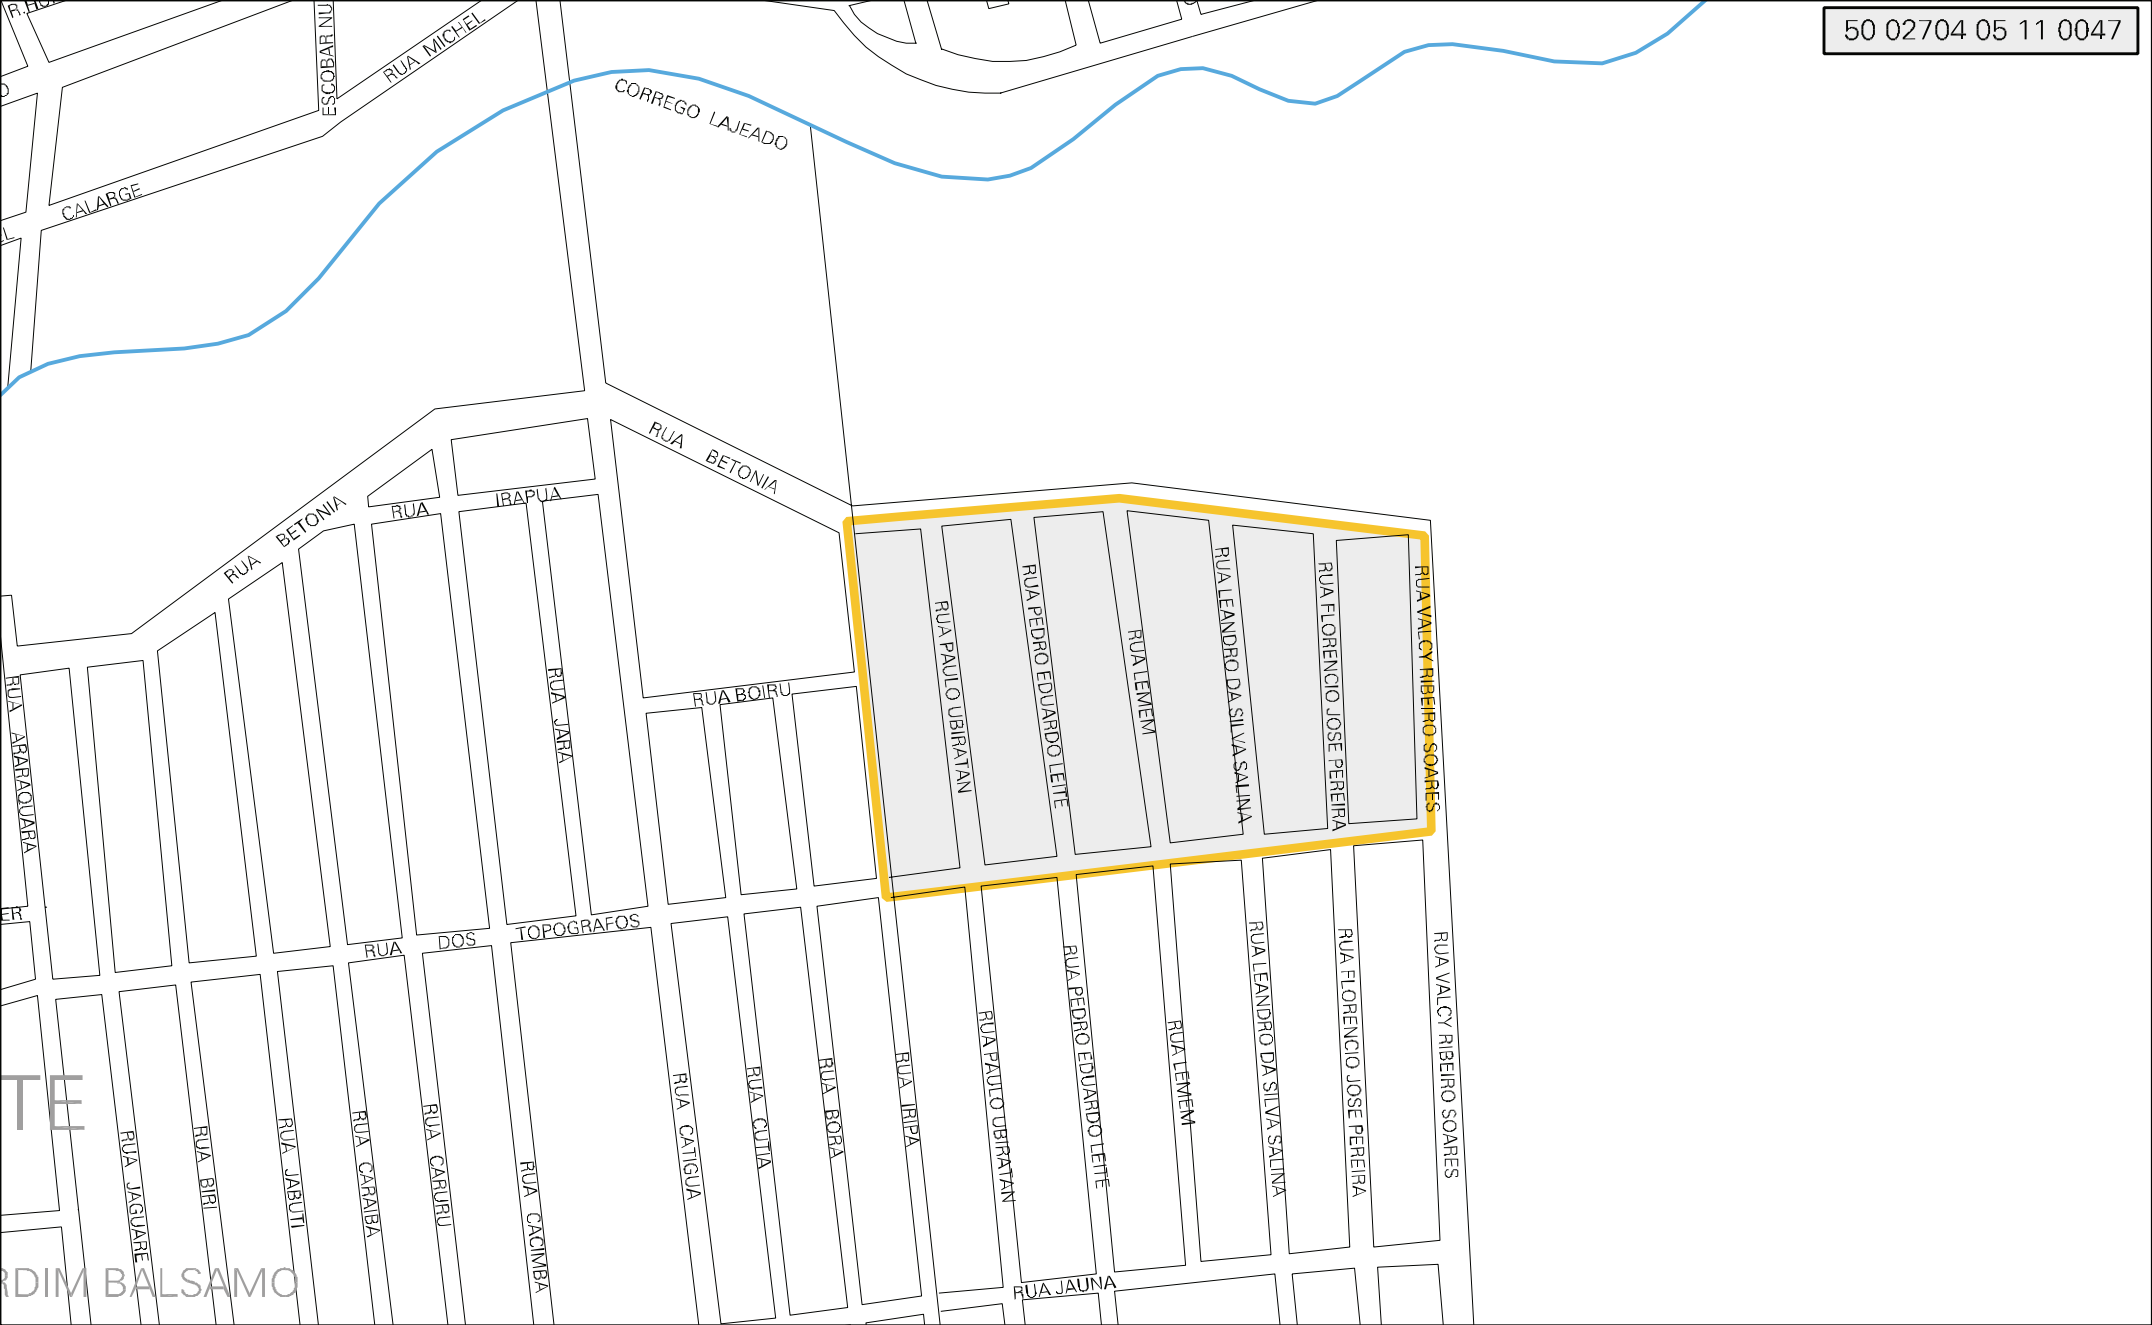 50 02704 05 11 0047
ESCOBAR NU
RUA MICHEL
CORREGO LAJEADO
CALARGE
RUA BETONIA
RUA BETONIA
RUA IRAPUA
RUA BOIRU
RUA JARA
RUA ARARAQUARA
RUA PAULO UBIRATAN
RUA PEDRO EDUARDO LEITE
RUA LEMEM
RUA LEANDRO DA SILVA SALINA
RUA FLORENCIO JOSE PEREIRA
RUA VALCY RIBEIRO SOARES
ER
RUA DOS TOPOGRAFOS
TE
RUA JAGUARE
RUA BIRI
RUA JABUTI
RUA CARAIBA
RUA CARURU
RUA CACIMBA
RUA CATIGUA
RUA CUTIA
RUA BORA
RUA IRIPA
RUA PAULO UBIRATAN
RUA PEDRO EDUARDO LEITE
RUA LEMEM
RUA LEANDRO DA SILVA SALINA
RUA FLORENCIO JOSE PEREIRA
RUA VALCY RIBEIRO SOARES
RUA JAUNA
RDIM BALSAMO